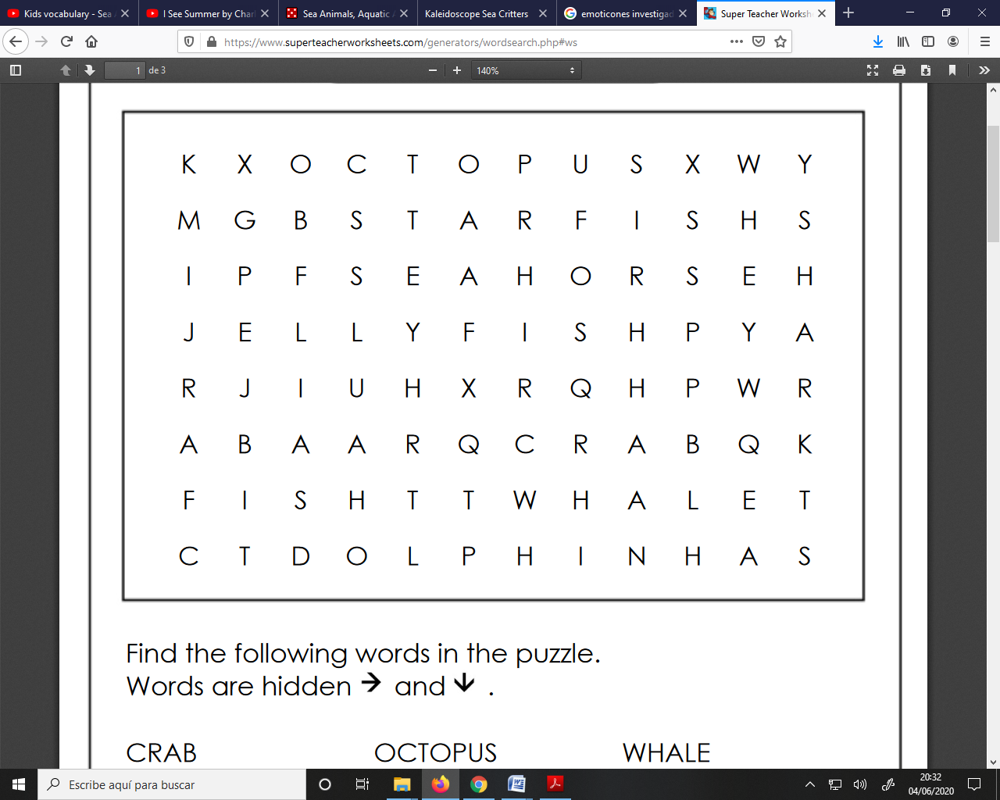 Kids vocabulary - Sea
I See Summer by Char
Sea Animals, Aquatic
Kaleidoscope Sea Critters
emoticones investigad
Super Teacher Worksh
https://www.superteacherworksheets.com/generators/wordsearch.php#ws
1 de 3
140%
K X O C T O P U S X W Y
M G B S T A R F I S H S
I P F S E A H O R S E H
J E L L Y F I S H P Y A
R J I U H X R Q H P W R
A B A A R Q C R A B Q K
F I S H T T W H A L E T
C T D O L P H I N H A S
Find the following words in the puzzle.
Words are hidden → and ↓ .
CRAB OCTOPUS WHALE
Escribe aquí para buscar
20:32
04/06/2020